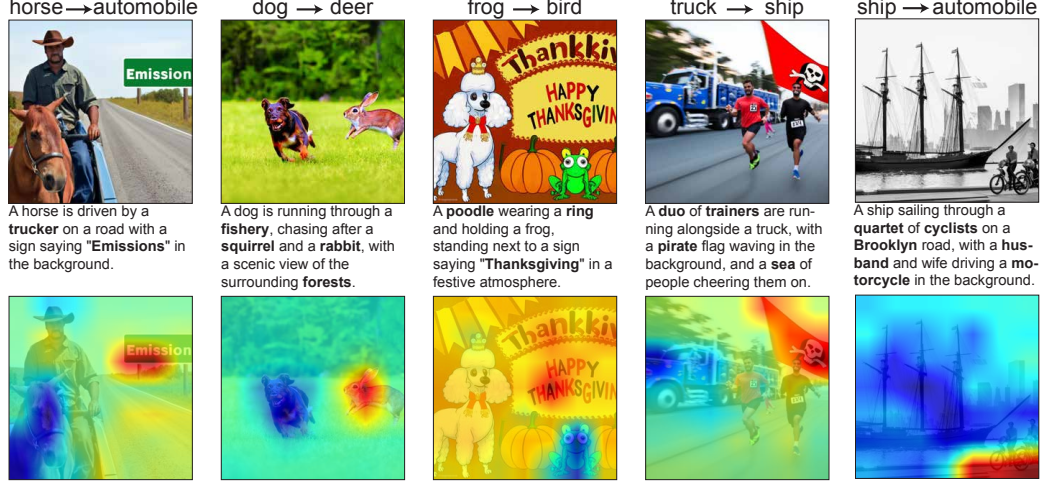 horse → automobile
dog → deer
frog → bird
truck → ship
ship → automobile
Emission
Thankkiv
HAPPY
THANKSGIVIN
A horse is driven by a
trucker on a road with a
sign saying "Emissions" in
the background.
A dog is running through a
fishery, chasing after a
squirrel and a rabbit, with
a scenic view of the
surrounding forests.
A poodle wearing a ring
and holding a frog,
standing next to a sign
saying "Thanksgiving" in a
festive atmosphere.
A duo of trainers are run-
ning alongside a truck, with
a pirate flag waving in the
background, and a sea of
people cheering them on.
A ship sailing through a
quartet of cyclists on a
Brooklyn road, with a hus-
band and wife driving a mo-
torcycle in the background.
Emission
Thankkiv
HAPPY
THANKSGIVIN